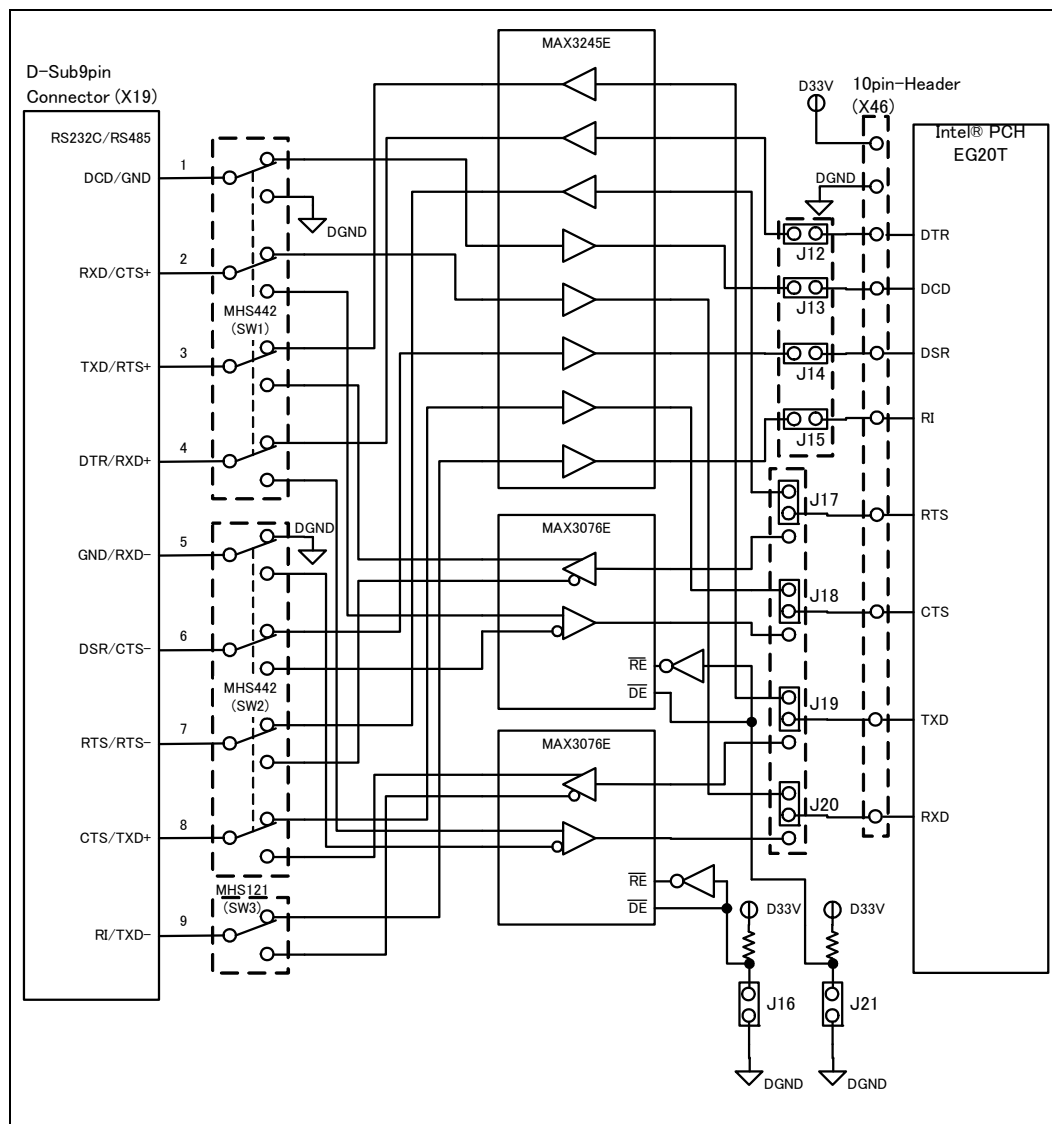 MAX3245E
D-Sub9pin
Connector (X19)
RS232C/RS485
DCD/GND
1
RXD/CTS+
2
TXD/RTS+
3
DTR/RXD+
4
GND/RXD-
5
DSR/CTS-
6
RTS/RTS-
7
CTS/TXD+
8
RI/TXD-
9
DGND
MHS442
(SW1)
DGND
MHS442
(SW2)
MHS121
(SW3)
MAX3076E
RE
DE
MAX3076E
RE
DE
D33V
10pin-Header
(X46)
DGND
Intel® PCH
EG20T
J12
DTR
J13
DCD
J14
DSR
J15
RI
J17
RTS
J18
CTS
J19
TXD
J20
RXD
D33V
D33V
J16
J21
DGND
DGND